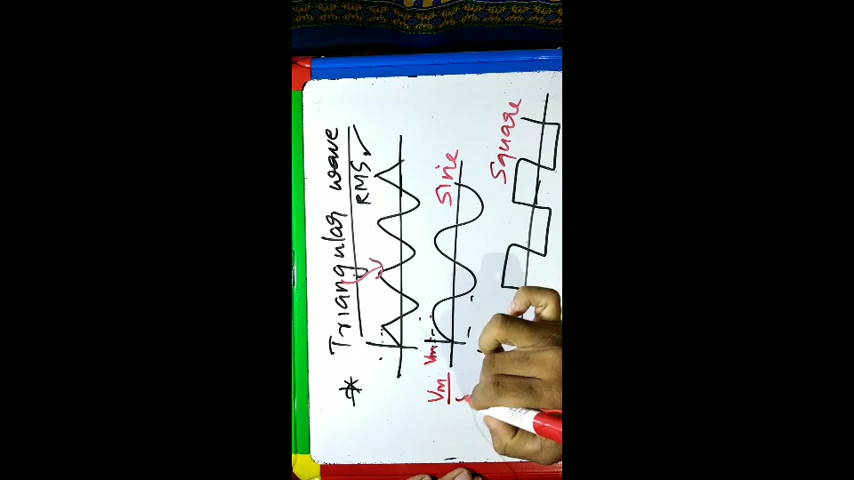 * Triangular wave
RMS ✓
Sine
Vm
Vm
Square